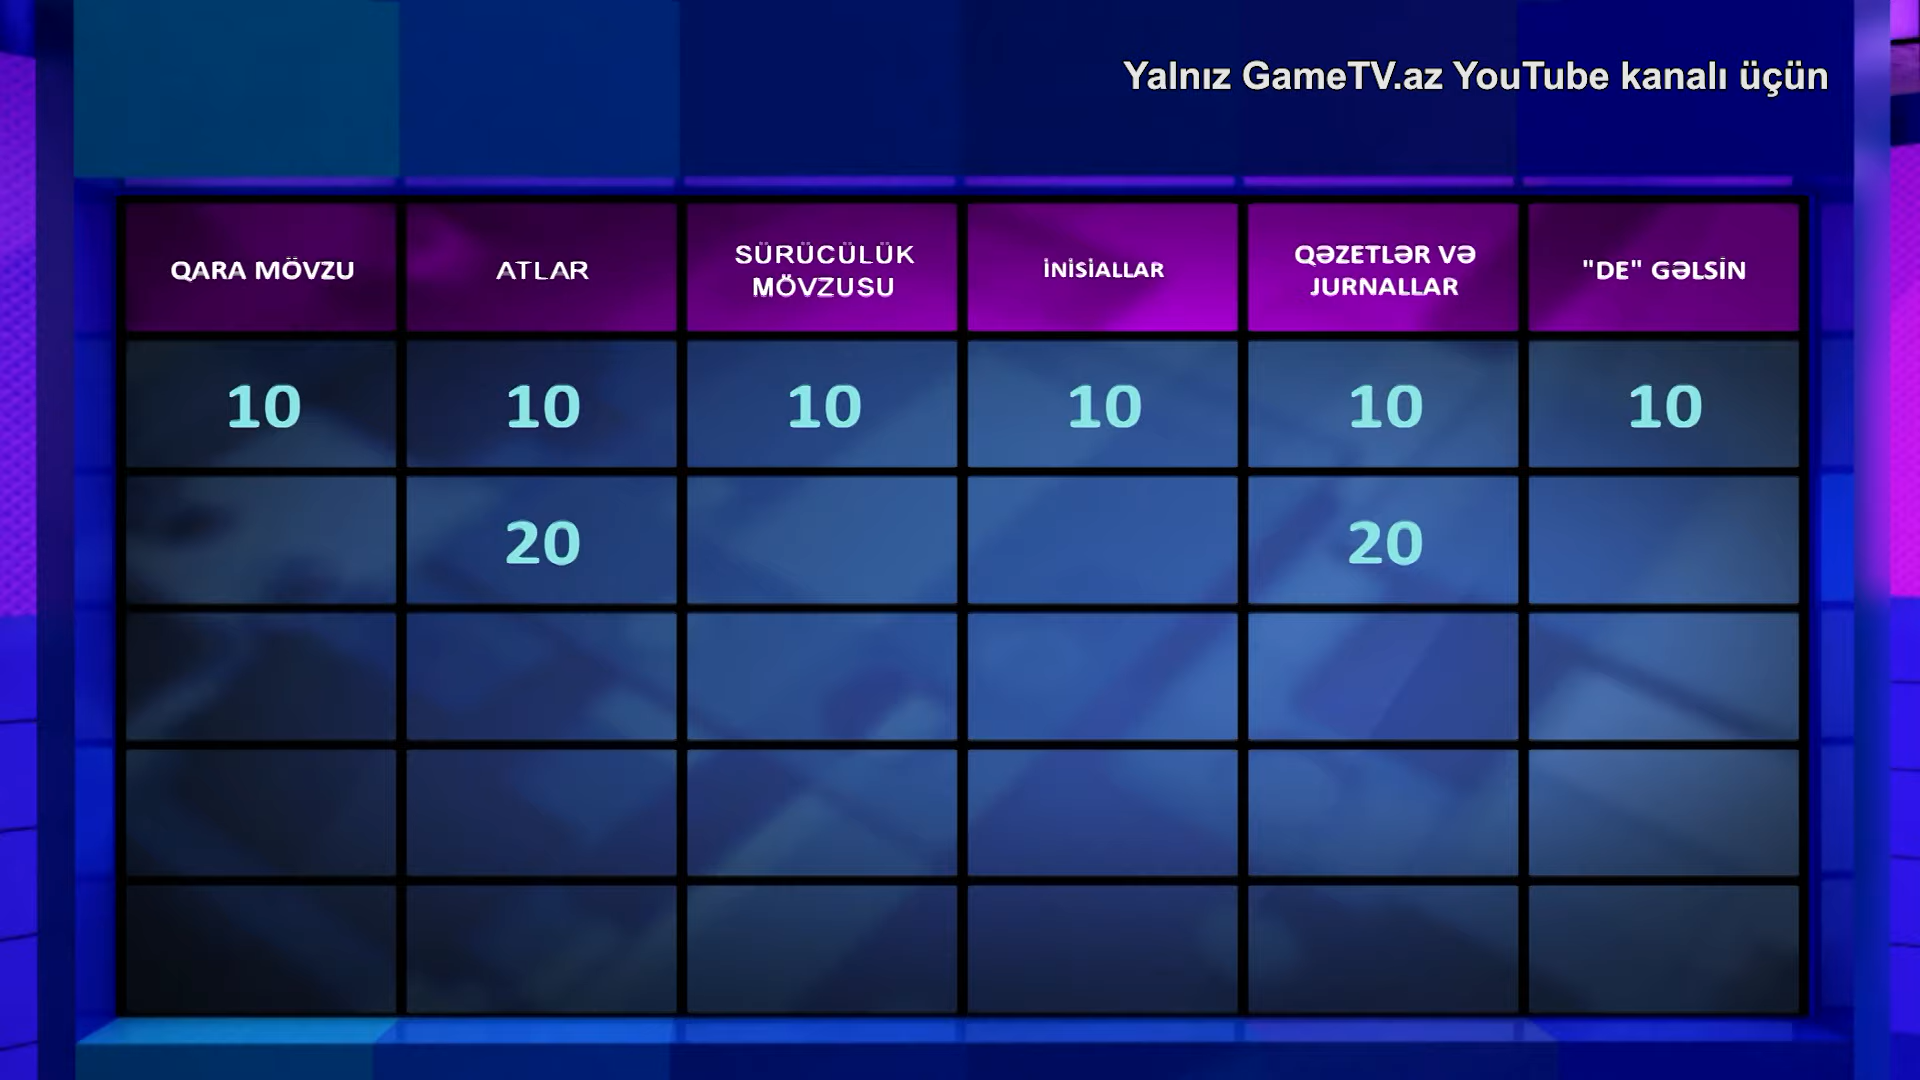 Yalnız GameTV.az YouTube kanalı üçün
QARA MÖVZU
ATLAR
SÜRÜCÜLÜK
MÖVZUSU
İNİSİALLAR
QƏZETLƏR VƏ
JURNALLAR
"DE" GƏLSİN
10 10 10 10 10 10
20 20